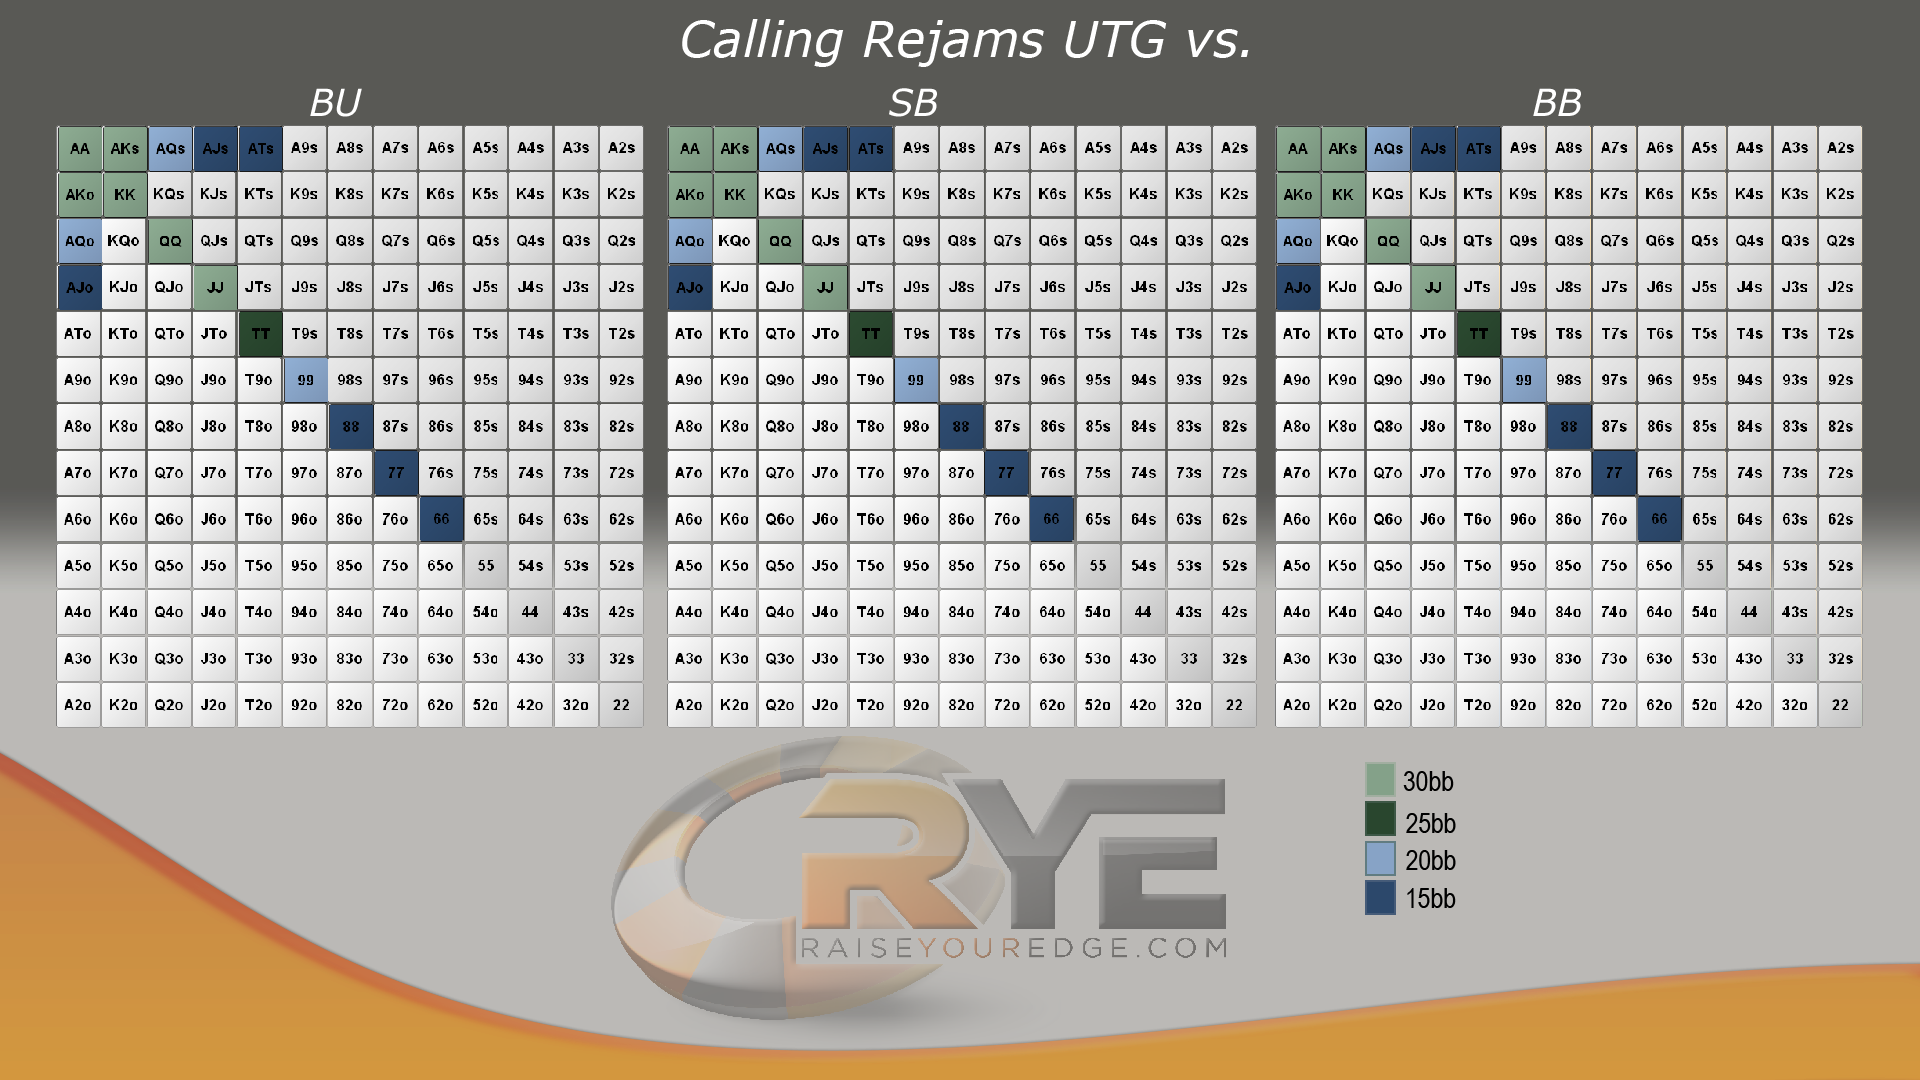 Calling Rejams UTG vs.
BU SB BB
AA AKs AQs AJs ATs A9s A8s A7s A6s A5s A4s A3s A2s AA AKs AQs AJs ATs A9s A8s A7s A6s A5s A4s A3s A2s AA AKs AQs AJs ATs A9s A8s A7s A6s A5s A4s A3s A2s
AKo KK KQs KJs KTs K9s K8s K7s K6s K5s K4s K3s K2s AKo KK KQs KJs KTs K9s K8s K7s K6s K5s K4s K3s K2s AKo KK KQs KJs KTs K9s K8s K7s K6s K5s K4s K3s K2s
AQo KQo QQ QJs QTs Q9s Q8s Q7s Q6s Q5s Q4s Q3s Q2s AQo KQo QQ QJs QTs Q9s Q8s Q7s Q6s Q5s Q4s Q3s Q2s AQo KQo QQ QJs QTs Q9s Q8s Q7s Q6s Q5s Q4s Q3s Q2s
AJo KJo QJo JJ JTs J9s J8s J7s J6s J5s J4s J3s J2s AJo KJo QJo JJ JTs J9s J8s J7s J6s J5s J4s J3s J2s AJo KJo QJo JJ JTs J9s J8s J7s J6s J5s J4s J3s J2s
ATo KTo QTo JTo TT T9s T8s T7s T6s T5s T4s T3s T2s ATo KTo QTo JTo TT T9s T8s T7s T6s T5s T4s T3s T2s ATo KTo QTo JTo TT T9s T8s T7s T6s T5s T4s T3s T2s
A9o K9o Q9o J9o T9o 99 98s 97s 96s 95s 94s 93s 92s A9o K9o Q9o J9o T9o 99 98s 97s 96s 95s 94s 93s 92s A9o K9o Q9o J9o T9o 99 98s 97s 96s 95s 94s 93s 92s
A8o K8o Q8o J8o T8o 98o 88 87s 86s 85s 84s 83s 82s A8o K8o Q8o J8o T8o 98o 88 87s 86s 85s 84s 83s 82s A8o K8o Q8o J8o T8o 98o 88 87s 86s 85s 84s 83s 82s
A7o K7o Q7o J7o T7o 97o 87o 77 76s 75s 74s 73s 72s A7o K7o Q7o J7o T7o 97o 87o 77 76s 75s 74s 73s 72s A7o K7o Q7o J7o T7o 97o 87o 77 76s 75s 74s 73s 72s
A6o K6o Q6o J6o T6o 96o 86o 76o 66 65s 64s 63s 62s A6o K6o Q6o J6o T6o 96o 86o 76o 66 65s 64s 63s 62s A6o K6o Q6o J6o T6o 96o 86o 76o 66 65s 64s 63s 62s
A5o K5o Q5o J5o T5o 95o 85o 75o 65o 55 54s 53s 52s A5o K5o Q5o J5o T5o 95o 85o 75o 65o 55 54s 53s 52s A5o K5o Q5o J5o T5o 95o 85o 75o 65o 55 54s 53s 52s
A4o K4o Q4o J4o T4o 94o 84o 74o 64o 54o 44 43s 42s A4o K4o Q4o J4o T4o 94o 84o 74o 64o 54o 44 43s 42s A4o K4o Q4o J4o T4o 94o 84o 74o 64o 54o 44 43s 42s
A3o K3o Q3o J3o T3o 93o 83o 73o 63o 53o 43o 33 32s A3o K3o Q3o J3o T3o 93o 83o 73o 63o 53o 43o 33 32s A3o K3o Q3o J3o T3o 93o 83o 73o 63o 53o 43o 33 32s
A2o K2o Q2o J2o T2o 92o 82o 72o 62o 52o 42o 32o 22 A2o K2o Q2o J2o T2o 92o 82o 72o 62o 52o 42o 32o 22 A2o K2o Q2o J2o T2o 92o 82o 72o 62o 52o 42o 32o 22
30bb
25bb
20bb
15bb
RYE
RAISEYOUREDGE.COM